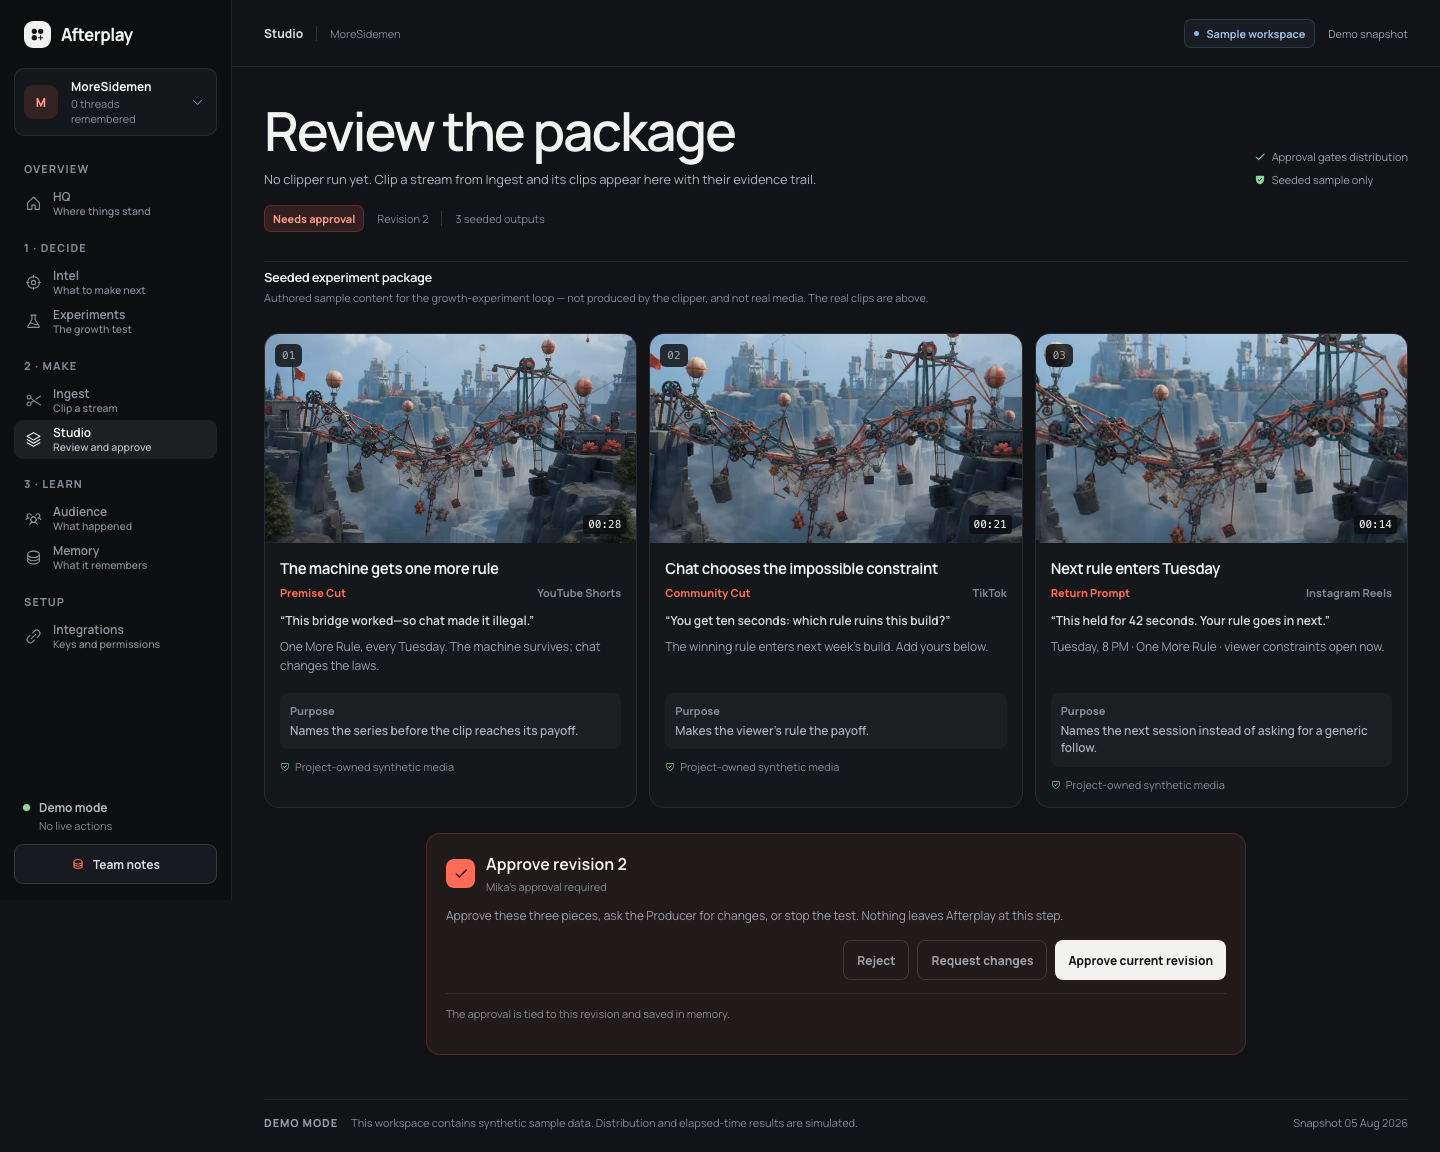 Afterplay
M
MoreSidemen
0 threads
remembered
OVERVIEW
HQ
Where things stand
1 · DECIDE
Intel
What to make next
Experiments
The growth test
2 · MAKE
Ingest
Clip a stream
Studio
Review and approve
3 · LEARN
Audience
What happened
Memory
What it remembers
SETUP
Integrations
Keys and permissions
Demo mode
No live actions
Team notes
Studio
MoreSidemen
Sample workspace
Demo snapshot
Review the package
No clipper run yet. Clip a stream from Ingest and its clips appear here with their evidence trail.
Needs approval
Revision 2
3 seeded outputs
Approval gates distribution
Seeded sample only
Seeded experiment package
Authored sample content for the growth-experiment loop — not produced by the clipper, and not real media. The real clips are above.
01
00:28
The machine gets one more rule
Premise Cut
YouTube Shorts
“This bridge worked—so chat made it illegal.”
One More Rule, every Tuesday. The machine survives; chat
changes the laws.
Purpose
Names the series before the clip reaches its payoff.
Project-owned synthetic media
02
00:21
Chat chooses the impossible constraint
Community Cut
TikTok
“You get ten seconds: which rule ruins this build?”
The winning rule enters next week's build. Add yours below.
Purpose
Makes the viewer's rule the payoff.
Project-owned synthetic media
03
00:14
Next rule enters Tuesday
Return Prompt
Instagram Reels
“This held for 42 seconds. Your rule goes in next.”
Tuesday, 8 PM · One More Rule · viewer constraints open now.
Purpose
Names the next session instead of asking for a generic
follow.
Project-owned synthetic media
Approve revision 2
Mika's approval required
Approve these three pieces, ask the Producer for changes, or stop the test. Nothing leaves Afterplay at this step.
Reject
Request changes
Approve current revision
The approval is tied to this revision and saved in memory.
DEMO MODE
This workspace contains synthetic sample data. Distribution and elapsed-time results are simulated.
Snapshot 05 Aug 2026